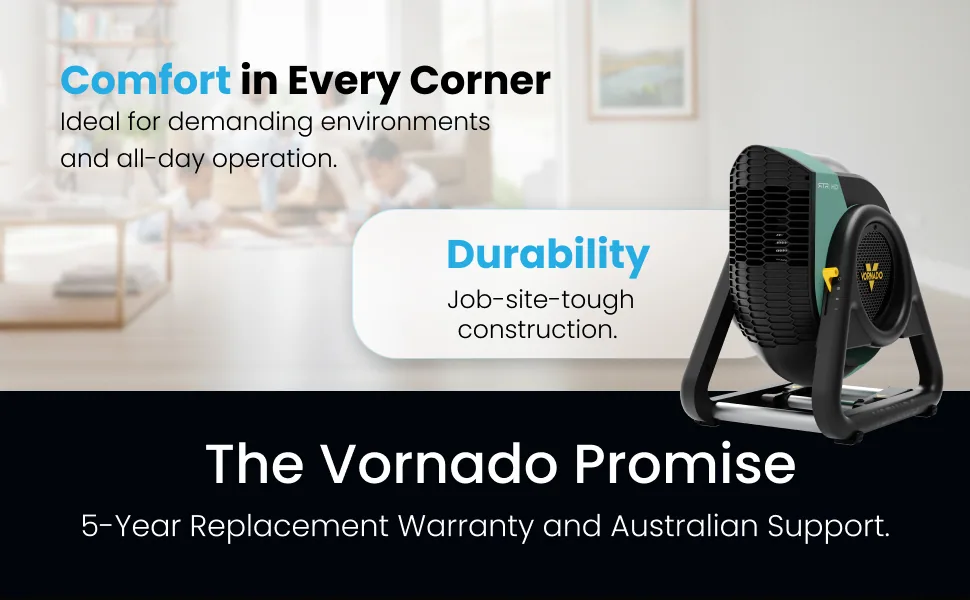 Comfort in Every Corner
Ideal for demanding environments
and all-day operation.
Durability
Job-site-tough
construction.
VORNADO
The Vornado Promise
5-Year Replacement Warranty and Australian Support.